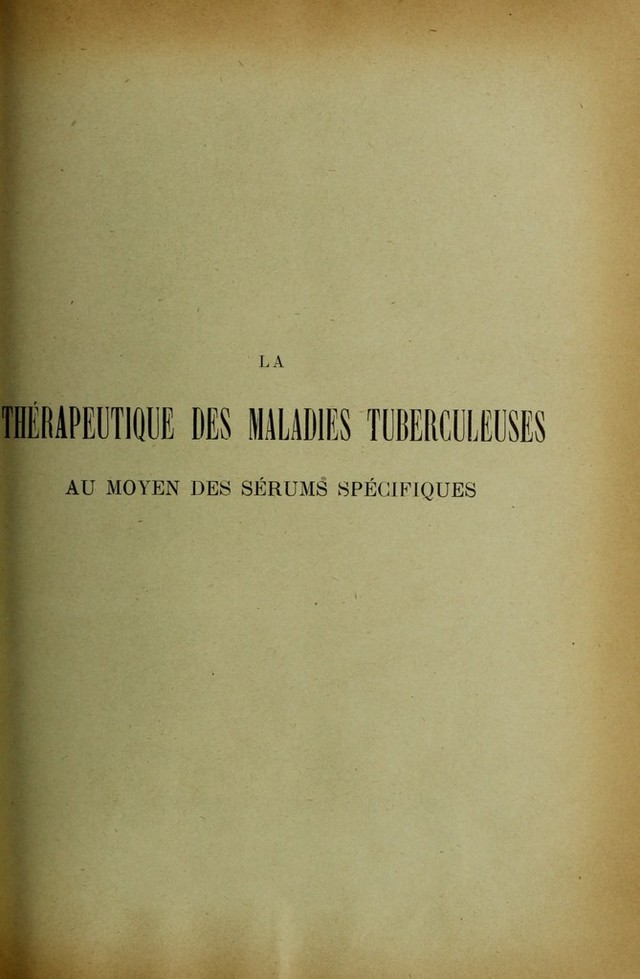 LA
THÉRAPEUTIQUE DES MALADIES TUBERCULEUSES
AU MOYEN DES SÉRUMS SPÉCIFIQUES